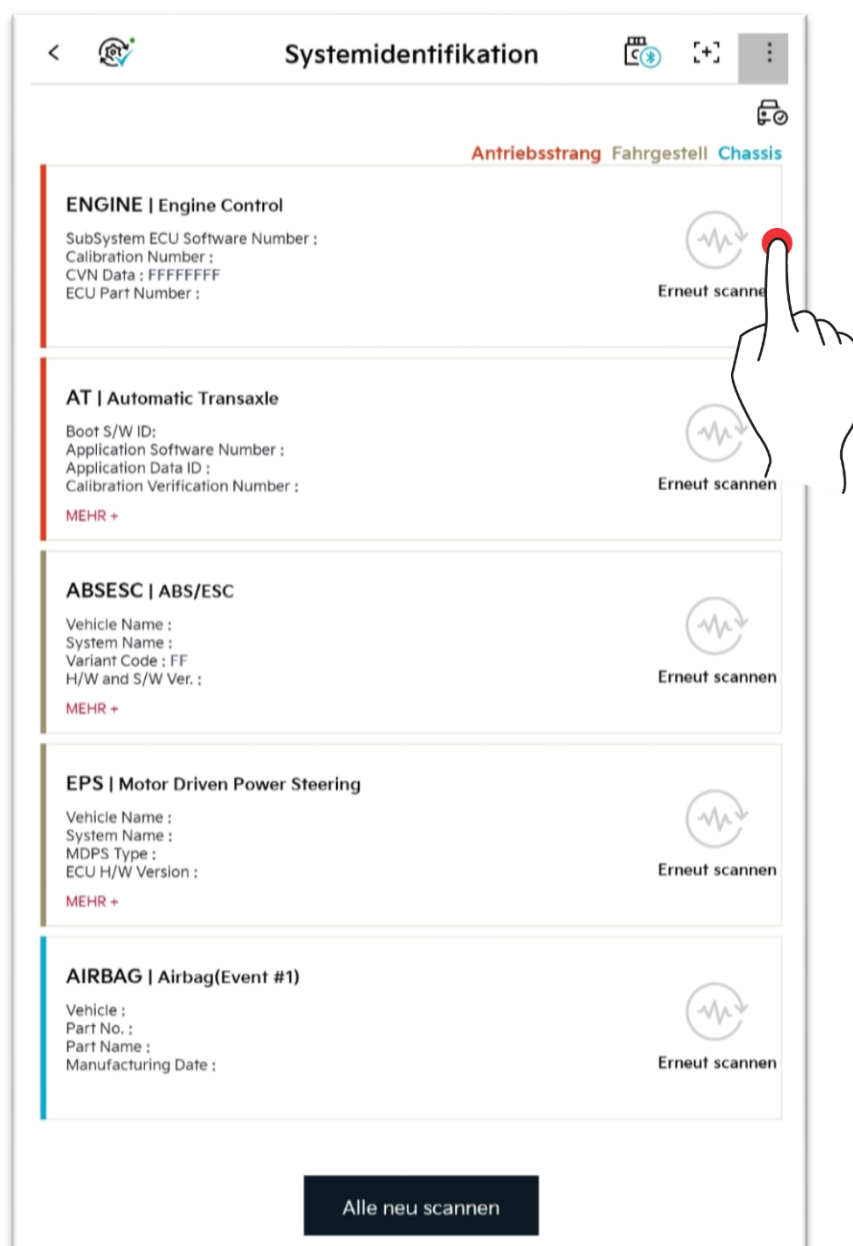 Systemidentifikation
Antriebsstrang Fahrgestell Chassis
ENGINE | Engine Control
SubSystem ECU Software Number :
Calibration Number :
CVN Data : FFFFFFFF
ECU Part Number :
Erneut scanne
AT | Automatic Transaxle
Boot S/W ID:
Application Software Number :
Application Data ID :
Calibration Verification Number :
MEHR +
Erneut scannen
ABSESC | ABS/ESC
Vehicle Name :
System Name :
Variant Code : FF
H/W and S/W Ver. :
MEHR +
Erneut scannen
EPS | Motor Driven Power Steering
Vehicle Name :
System Name :
MDPS Type :
ECU H/W Version :
MEHR +
Erneut scannen
AIRBAG | Airbag(Event #1)
Vehicle :
Part No. :
Part Name :
Manufacturing Date :
Erneut scannen
Alle neu scannen